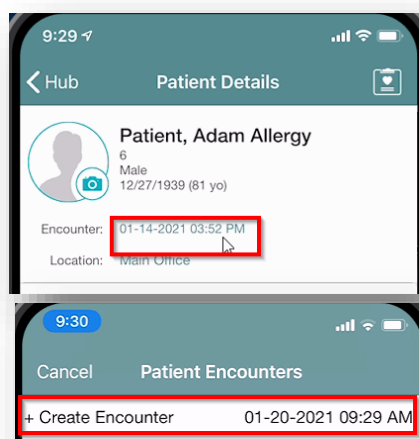 9:29
Hub Patient Details
Patient, Adam Allergy
6
Male
12/27/1939 (81 yo)
Encounter: 01-14-2021 03:52 PM
Location: Main Office
9:30
Cancel Patient Encounters
+ Create Encounter 01-20-2021 09:29 AM